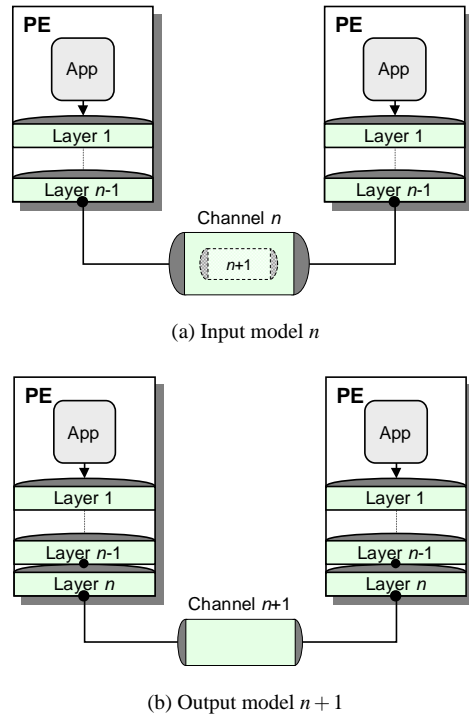 PE PE
App App
Layer 1 Layer 1
Layer n-1 Layer n-1
Channel n
n+1
(a) Input model n
PE PE
App App
Layer 1 Layer 1
Layer n-1 Layer n-1
Layer n Layer n
Channel n+1
(b) Output model n + 1